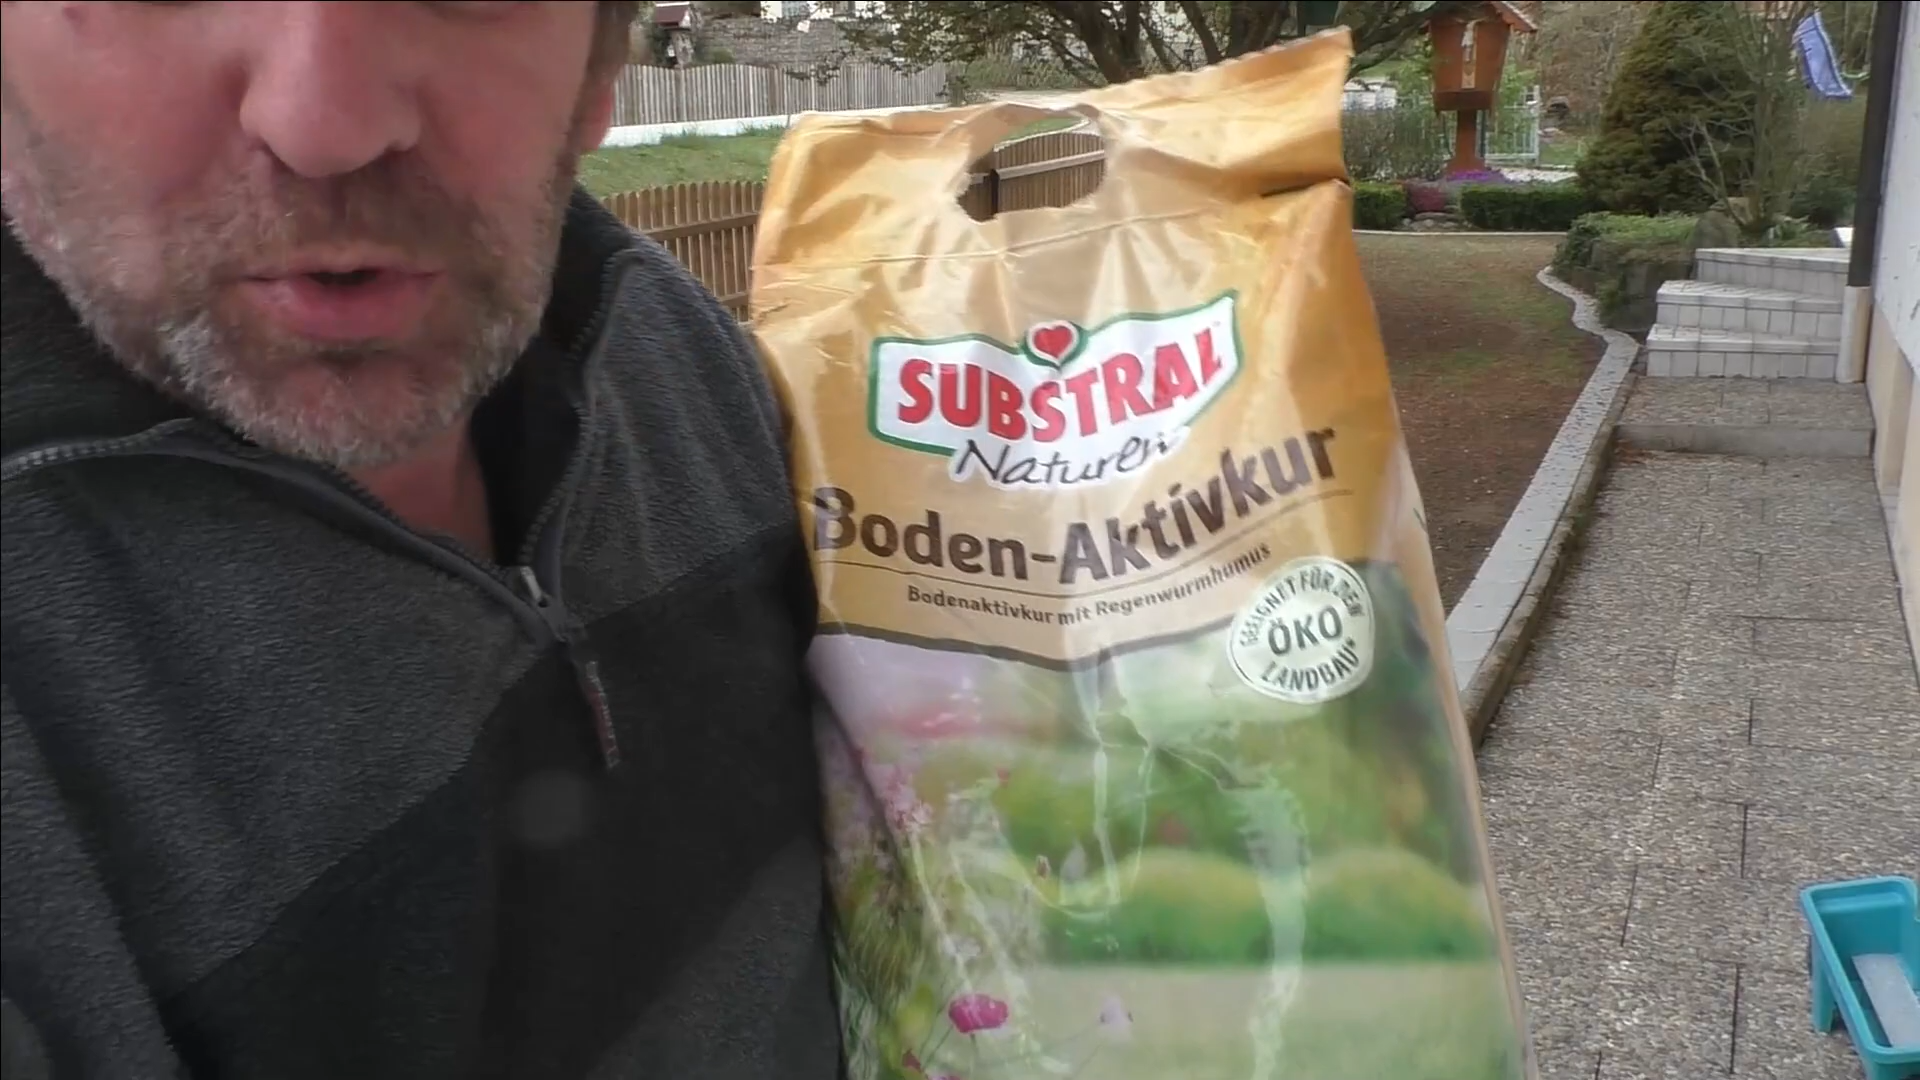 SUBSTRAL
Naturen
Boden-Aktivkur
Bodenaktivkur mit Regenwurmhumus
GEEIGNET FÜR DEN
ÖKO
LANDBAU*